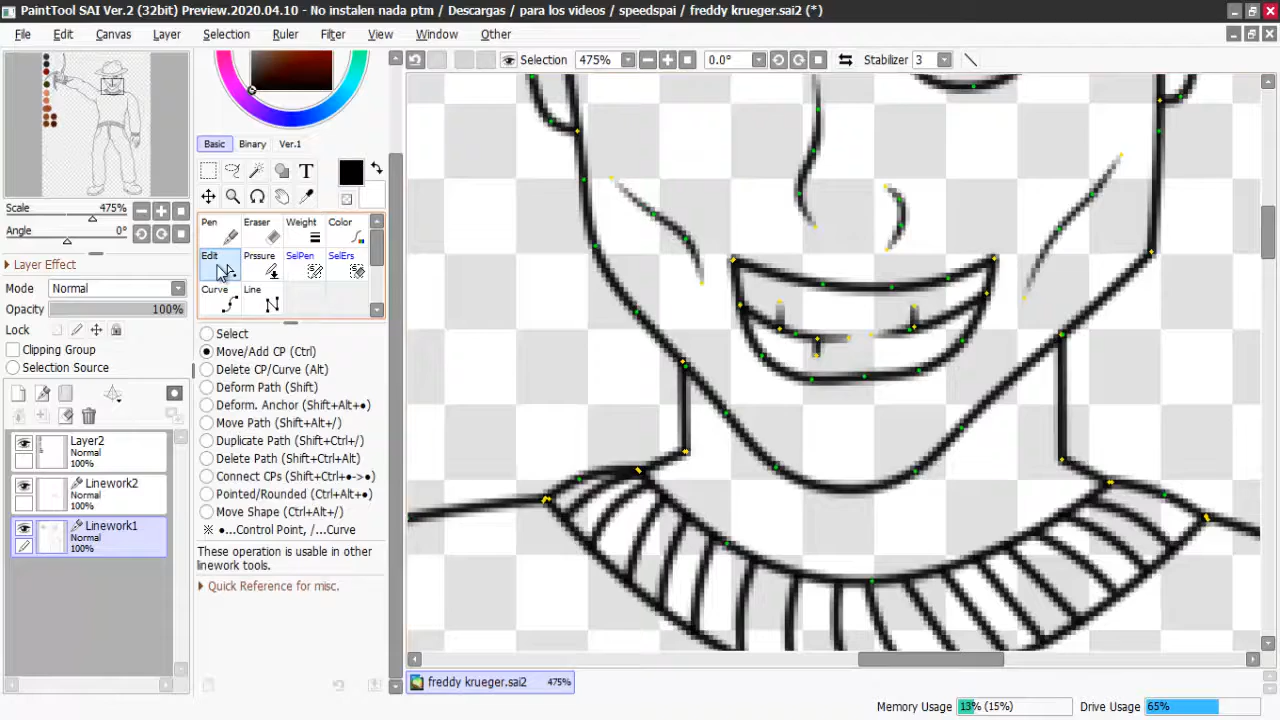 PaintTool SAI Ver.2 (32bit) Preview.2020.04.10 - No instalen nada ptm / Descargas / para los videos / speedspai / freddy krueger.sai2 (*)
File Edit Canvas Layer Selection Ruler Filter View Window Other
Selection 475% 0.0° Stabilizer 3
Scale 475%
Angle 0°
Layer Effect
Mode Normal
Opacity 100%
Lock
Clipping Group
Selection Source
Layer2
Normal
100%
Linework2
Normal
100%
Linework1
Normal
100%
Basic Binary Ver.1
T
Pen Eraser Weight Color
Edit Prssure SelPen SelErs
Curve Line
Select
Move/Add CP (Ctrl)
Delete CP/Curve (Alt)
Deform Path (Shift)
Deform. Anchor (Shift+Alt+●)
Move Path (Shift+Alt+/)
Duplicate Path (Shift+Ctrl+/)
Delete Path (Shift+Ctrl+Alt)
Connect CPs (Shift+Ctrl+●->●)
Pointed/Rounded (Ctrl+Alt+●)
Move Shape (Ctrl+Alt+/)
※ ●...Control Point, /...Curve
These operation is usable in other
linework tools.
Quick Reference for misc.
freddy krueger.sai2 475%
Memory Usage 13% (15%) Drive Usage 65%